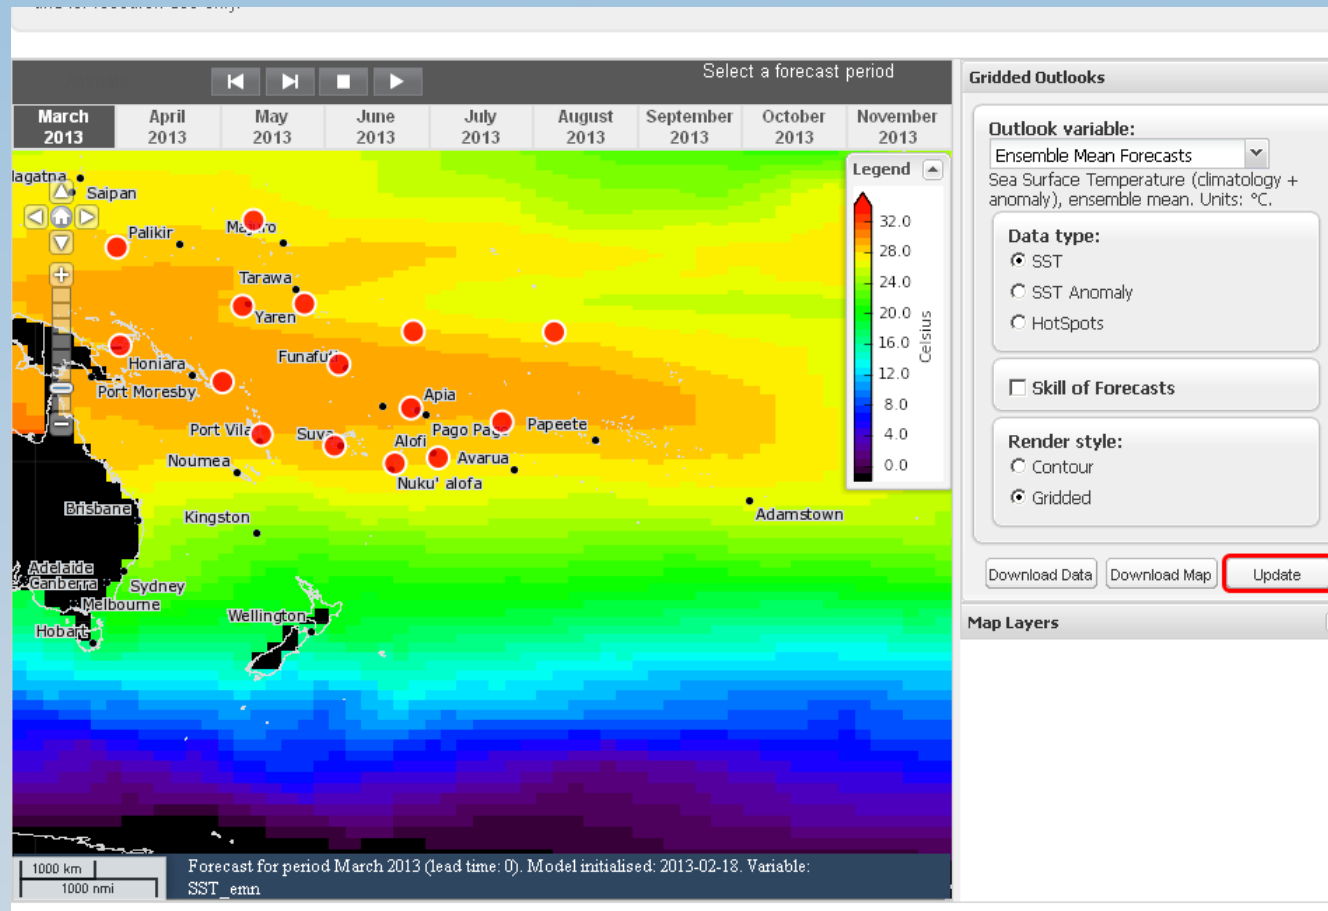 Select a forecast period
March 2013
April 2013
May 2013
June 2013
July 2013
August 2013
September 2013
October 2013
November 2013
Saipan
Palikir
Tarawa
Yaren
Honiara
Funafuti
Port Moresby
Apia
Port Vila
Suva
Alofi
Pago Pago
Papeete
Noumea
Avarua
Nuku' alofa
Brisbane
Kingston
Adamstown
Adelaide
Canberra
Sydney
Melbourne
Wellington
Hobart
Legend
32.0
28.0
24.0
20.0
16.0
12.0
8.0
4.0
0.0
Celsius
1000 km
1000 nmi
Forecast for period March 2013 (lead time: 0). Model initialised: 2013-02-18. Variable:
SST_emn
Gridded Outlooks
Outlook variable:
Ensemble Mean Forecasts
Sea Surface Temperature (climatology +
anomaly), ensemble mean. Units: °C.
Data type:
SST
SST Anomaly
HotSpots
Skill of Forecasts
Render style:
Contour
Gridded
Download Data
Download Map
Update
Map Layers